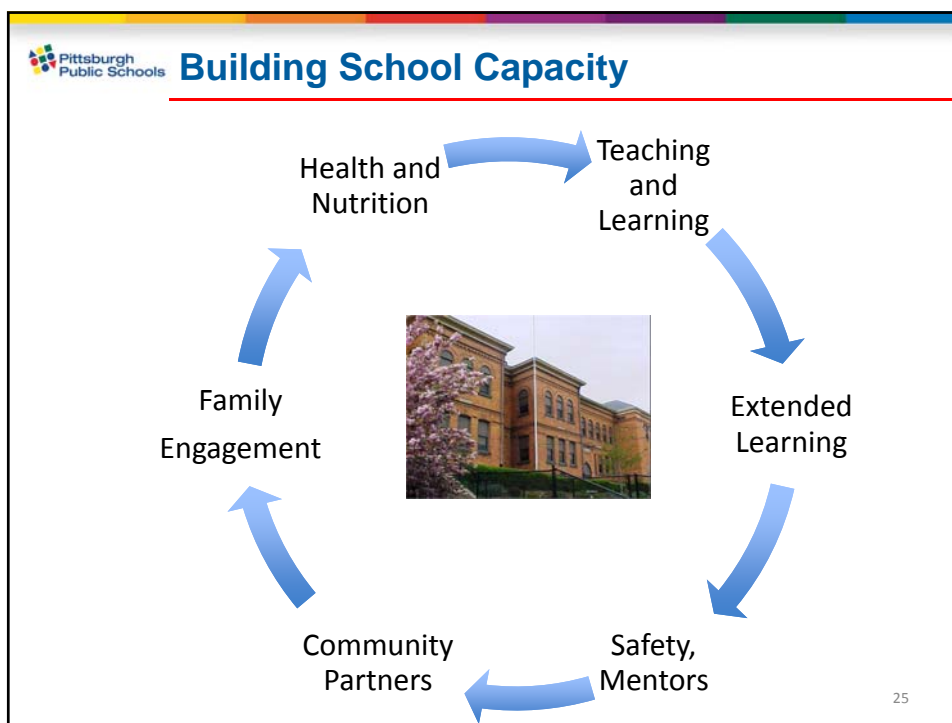 Pittsburgh
Public Schools
Building School Capacity
Health and
Nutrition
Teaching
and
Learning
Extended
Learning
Safety,
Mentors
Community
Partners
Family
Engagement
25